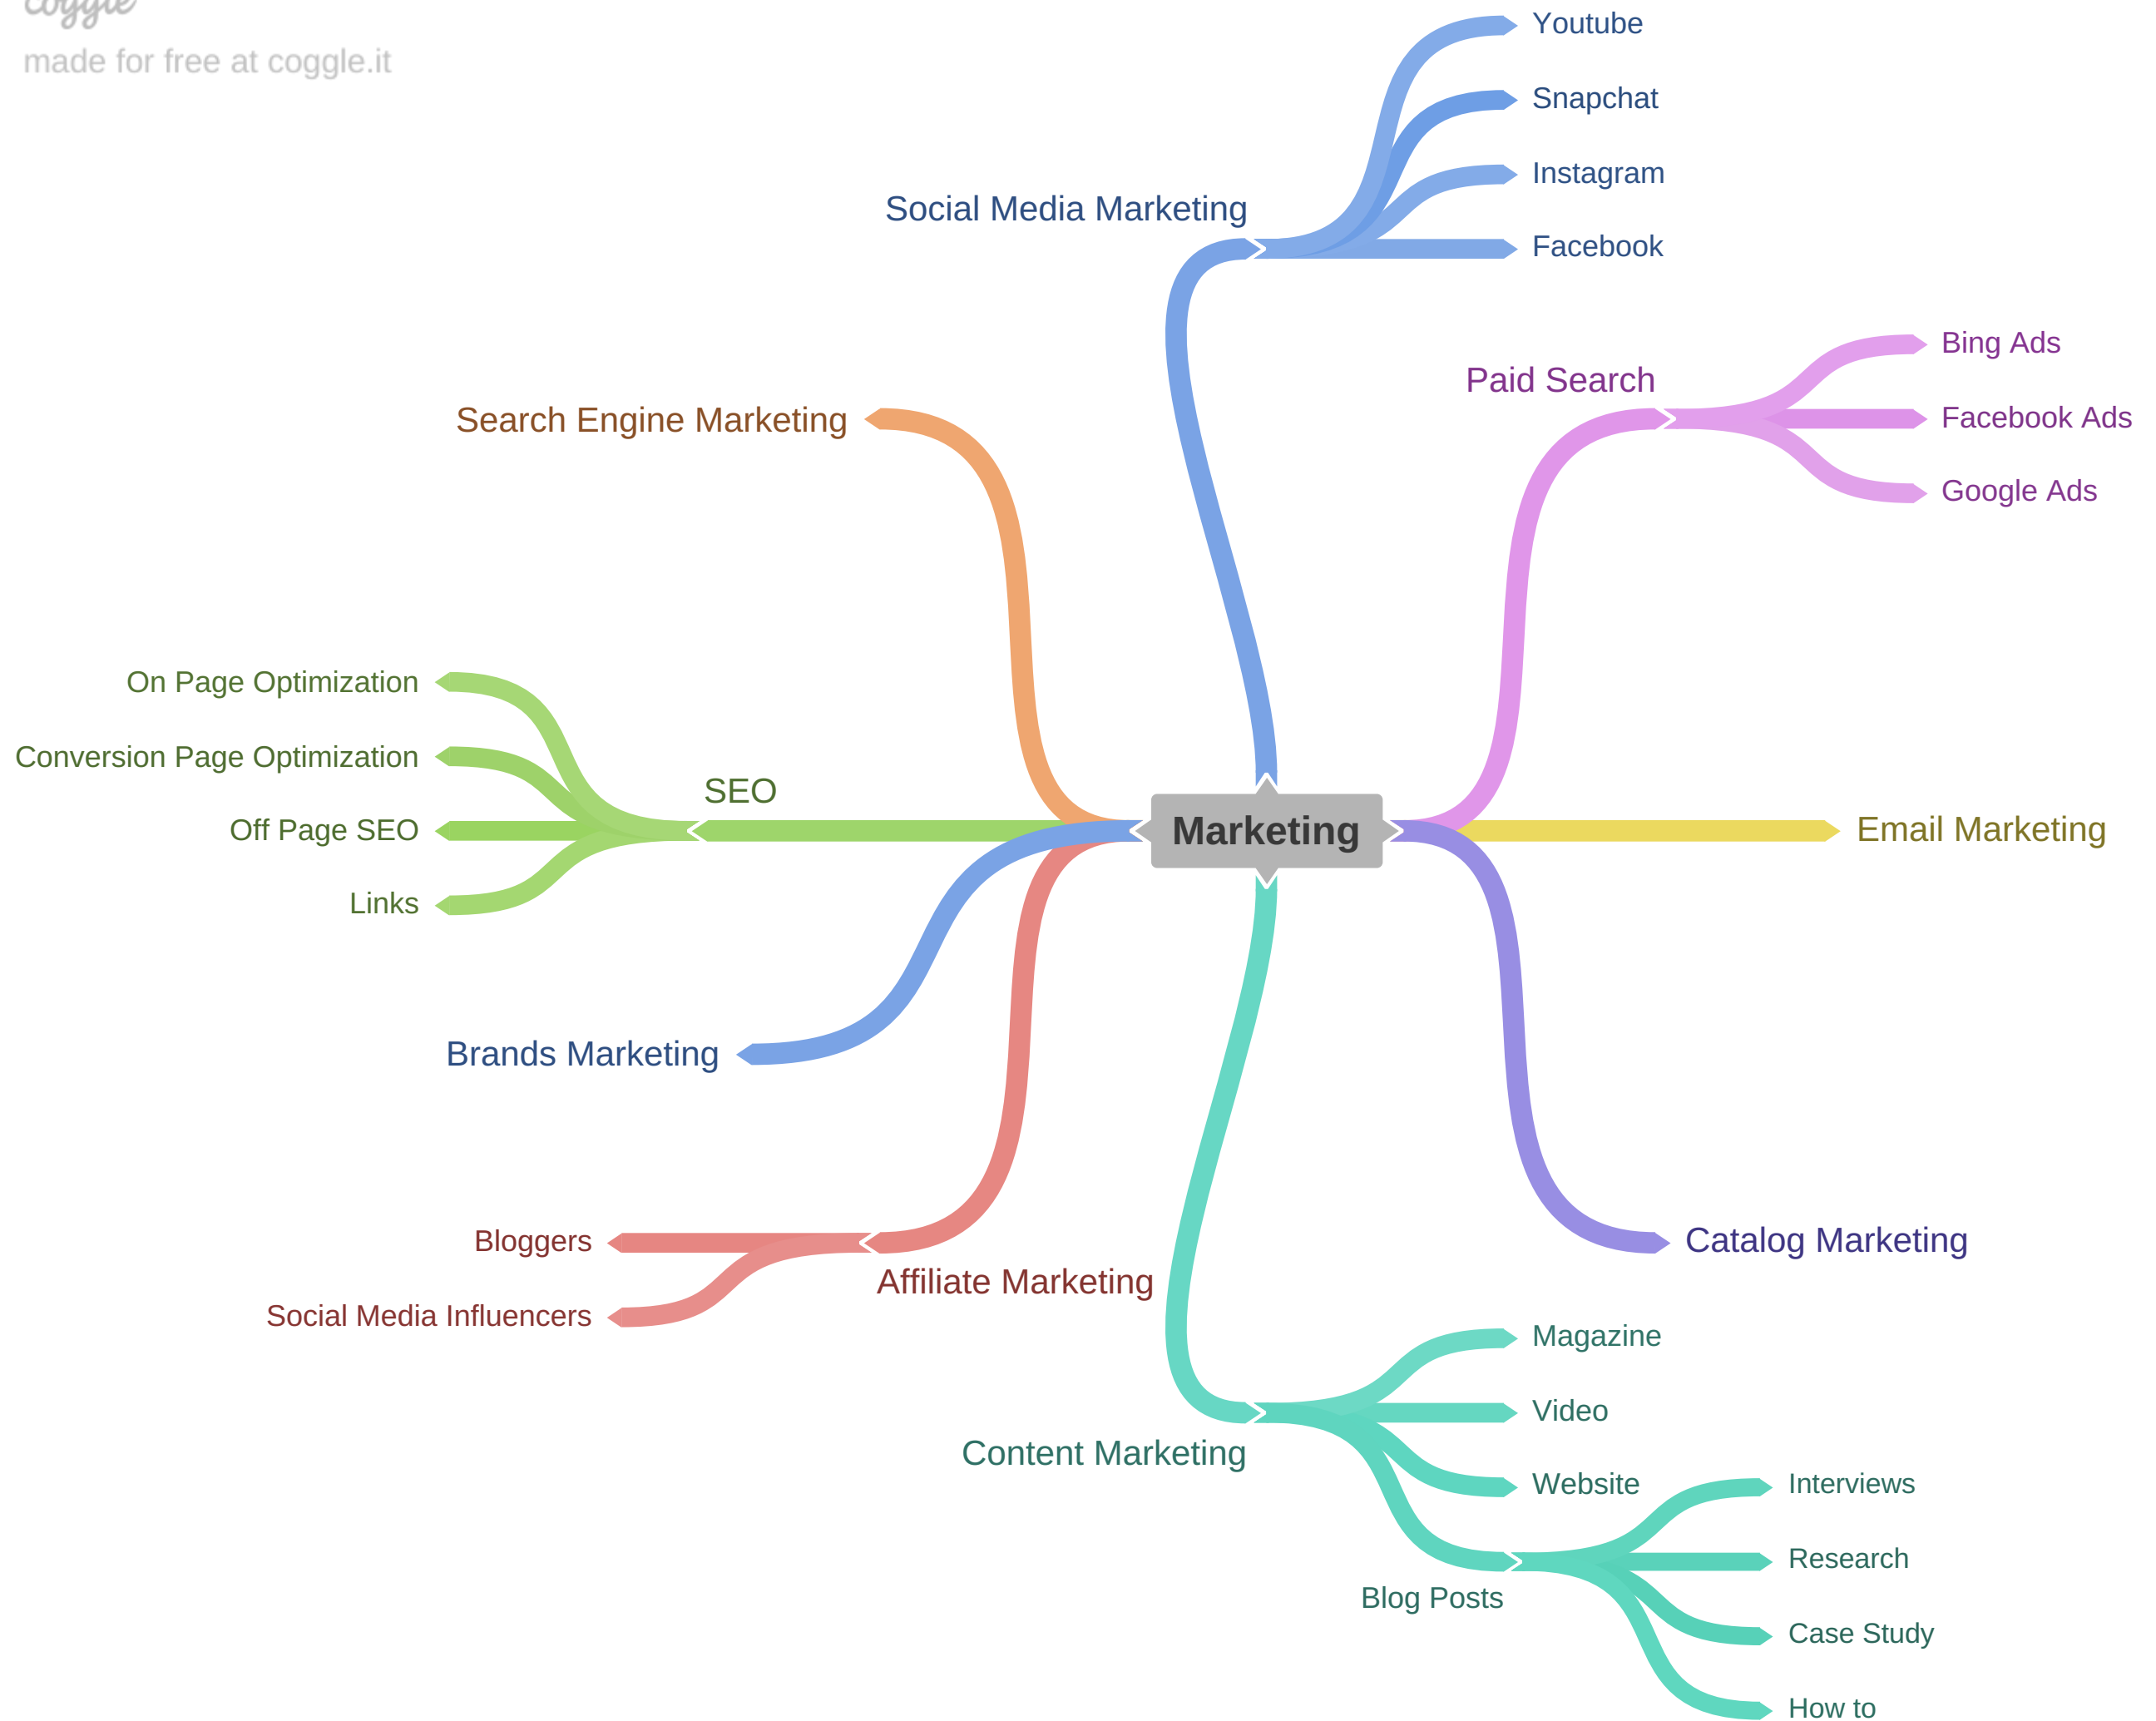 coggle
made for free at coggle.it
Youtube
Snapchat
Instagram
Facebook
Social Media Marketing
Bing Ads
Facebook Ads
Google Ads
Paid Search
Search Engine Marketing
On Page Optimization
Conversion Page Optimization
Off Page SEO
Links
SEO
Marketing
Email Marketing
Brands Marketing
Catalog Marketing
Bloggers
Social Media Influencers
Affiliate Marketing
Magazine
Video
Website
Content Marketing
Blog Posts
Interviews
Research
Case Study
How to